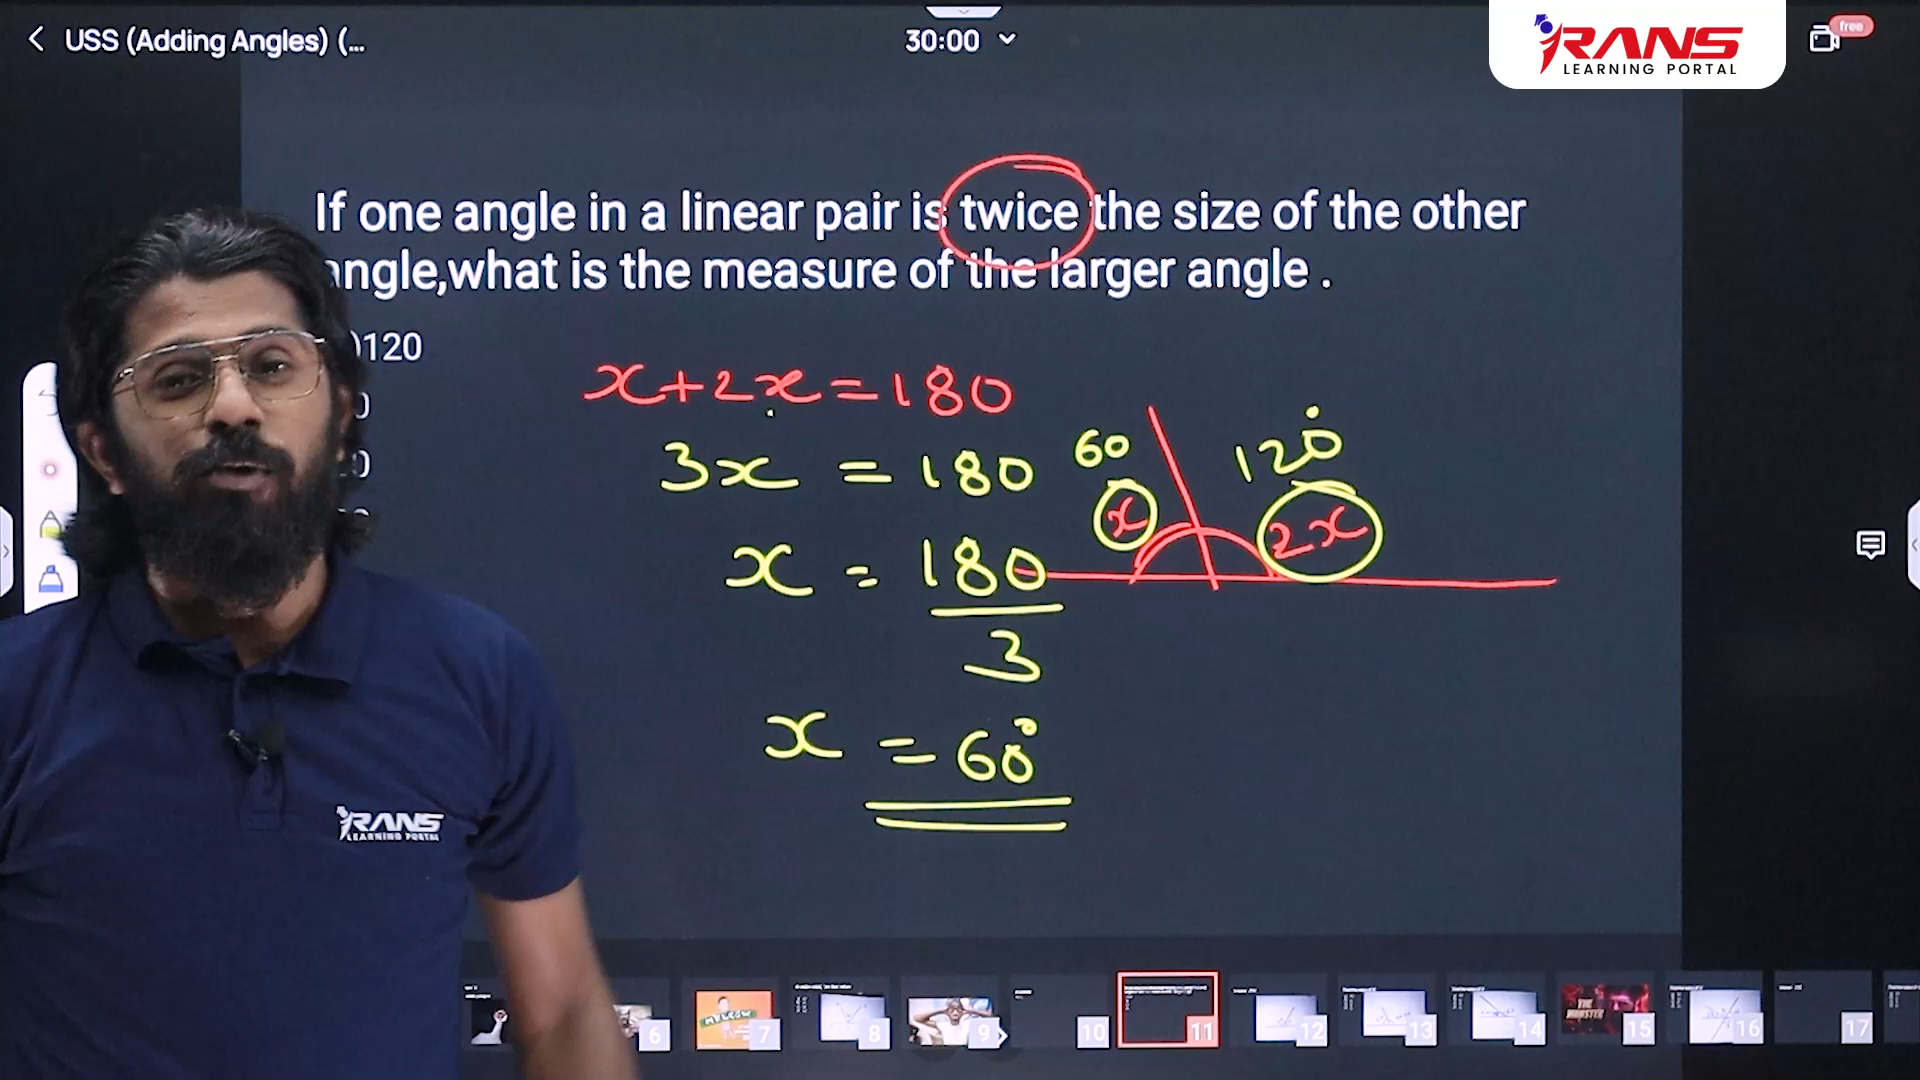 USS (Adding Angles) (...
30:00
free
RANS
LEARNING PORTAL
If one angle in a linear pair is twice the size of the other
angle,what is the measure of the larger angle .
)120
x+2x=180
3x = 180
x = 180
3
x = 60°
60
120°
x
2x
RANS
LEARNING PORTAL
6
7
8
9
10
11
12
13
14
15
16
17